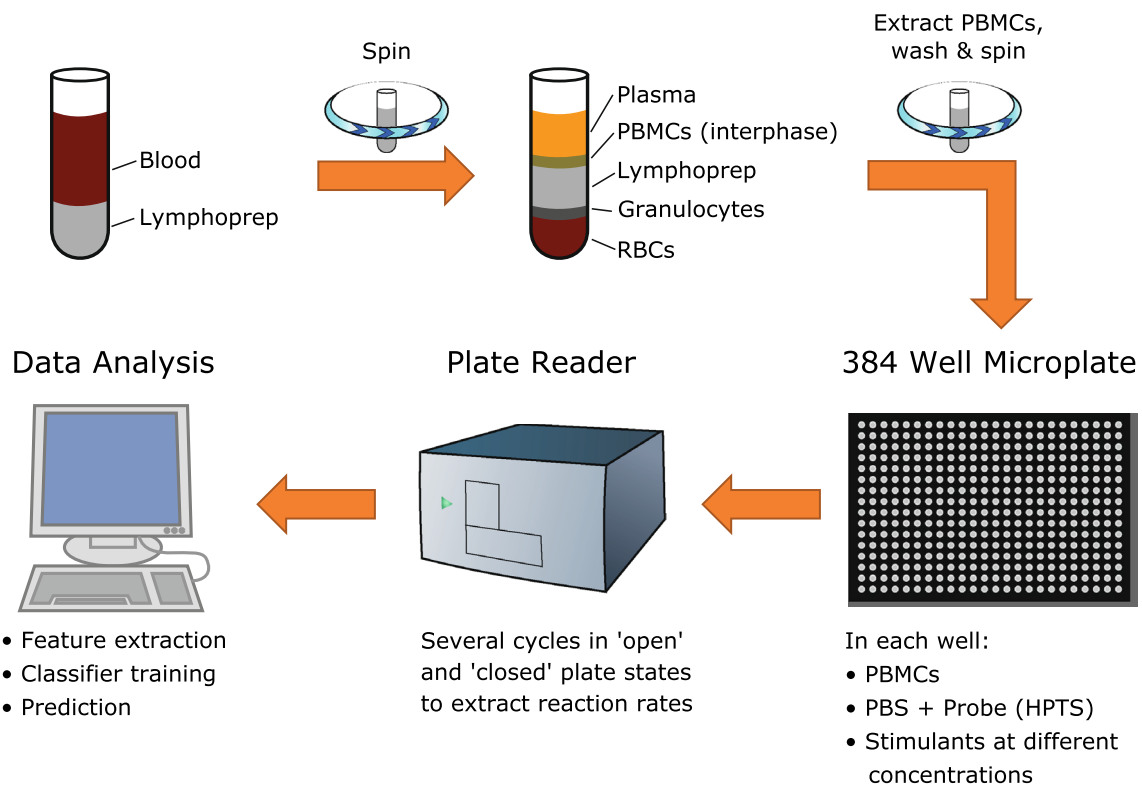 Spin
Extract PBMCs,
wash & spin
Blood
Lymphoprep
Plasma
PBMCs (interphase)
Lymphoprep
Granulocytes
RBCs
Data Analysis
• Feature extraction
• Classifier training
• Prediction
Plate Reader
Several cycles in 'open'
and 'closed' plate states
to extract reaction rates
384 Well Microplate
In each well:
• PBMCs
• PBS + Probe (HPTS)
• Stimulants at different
concentrations